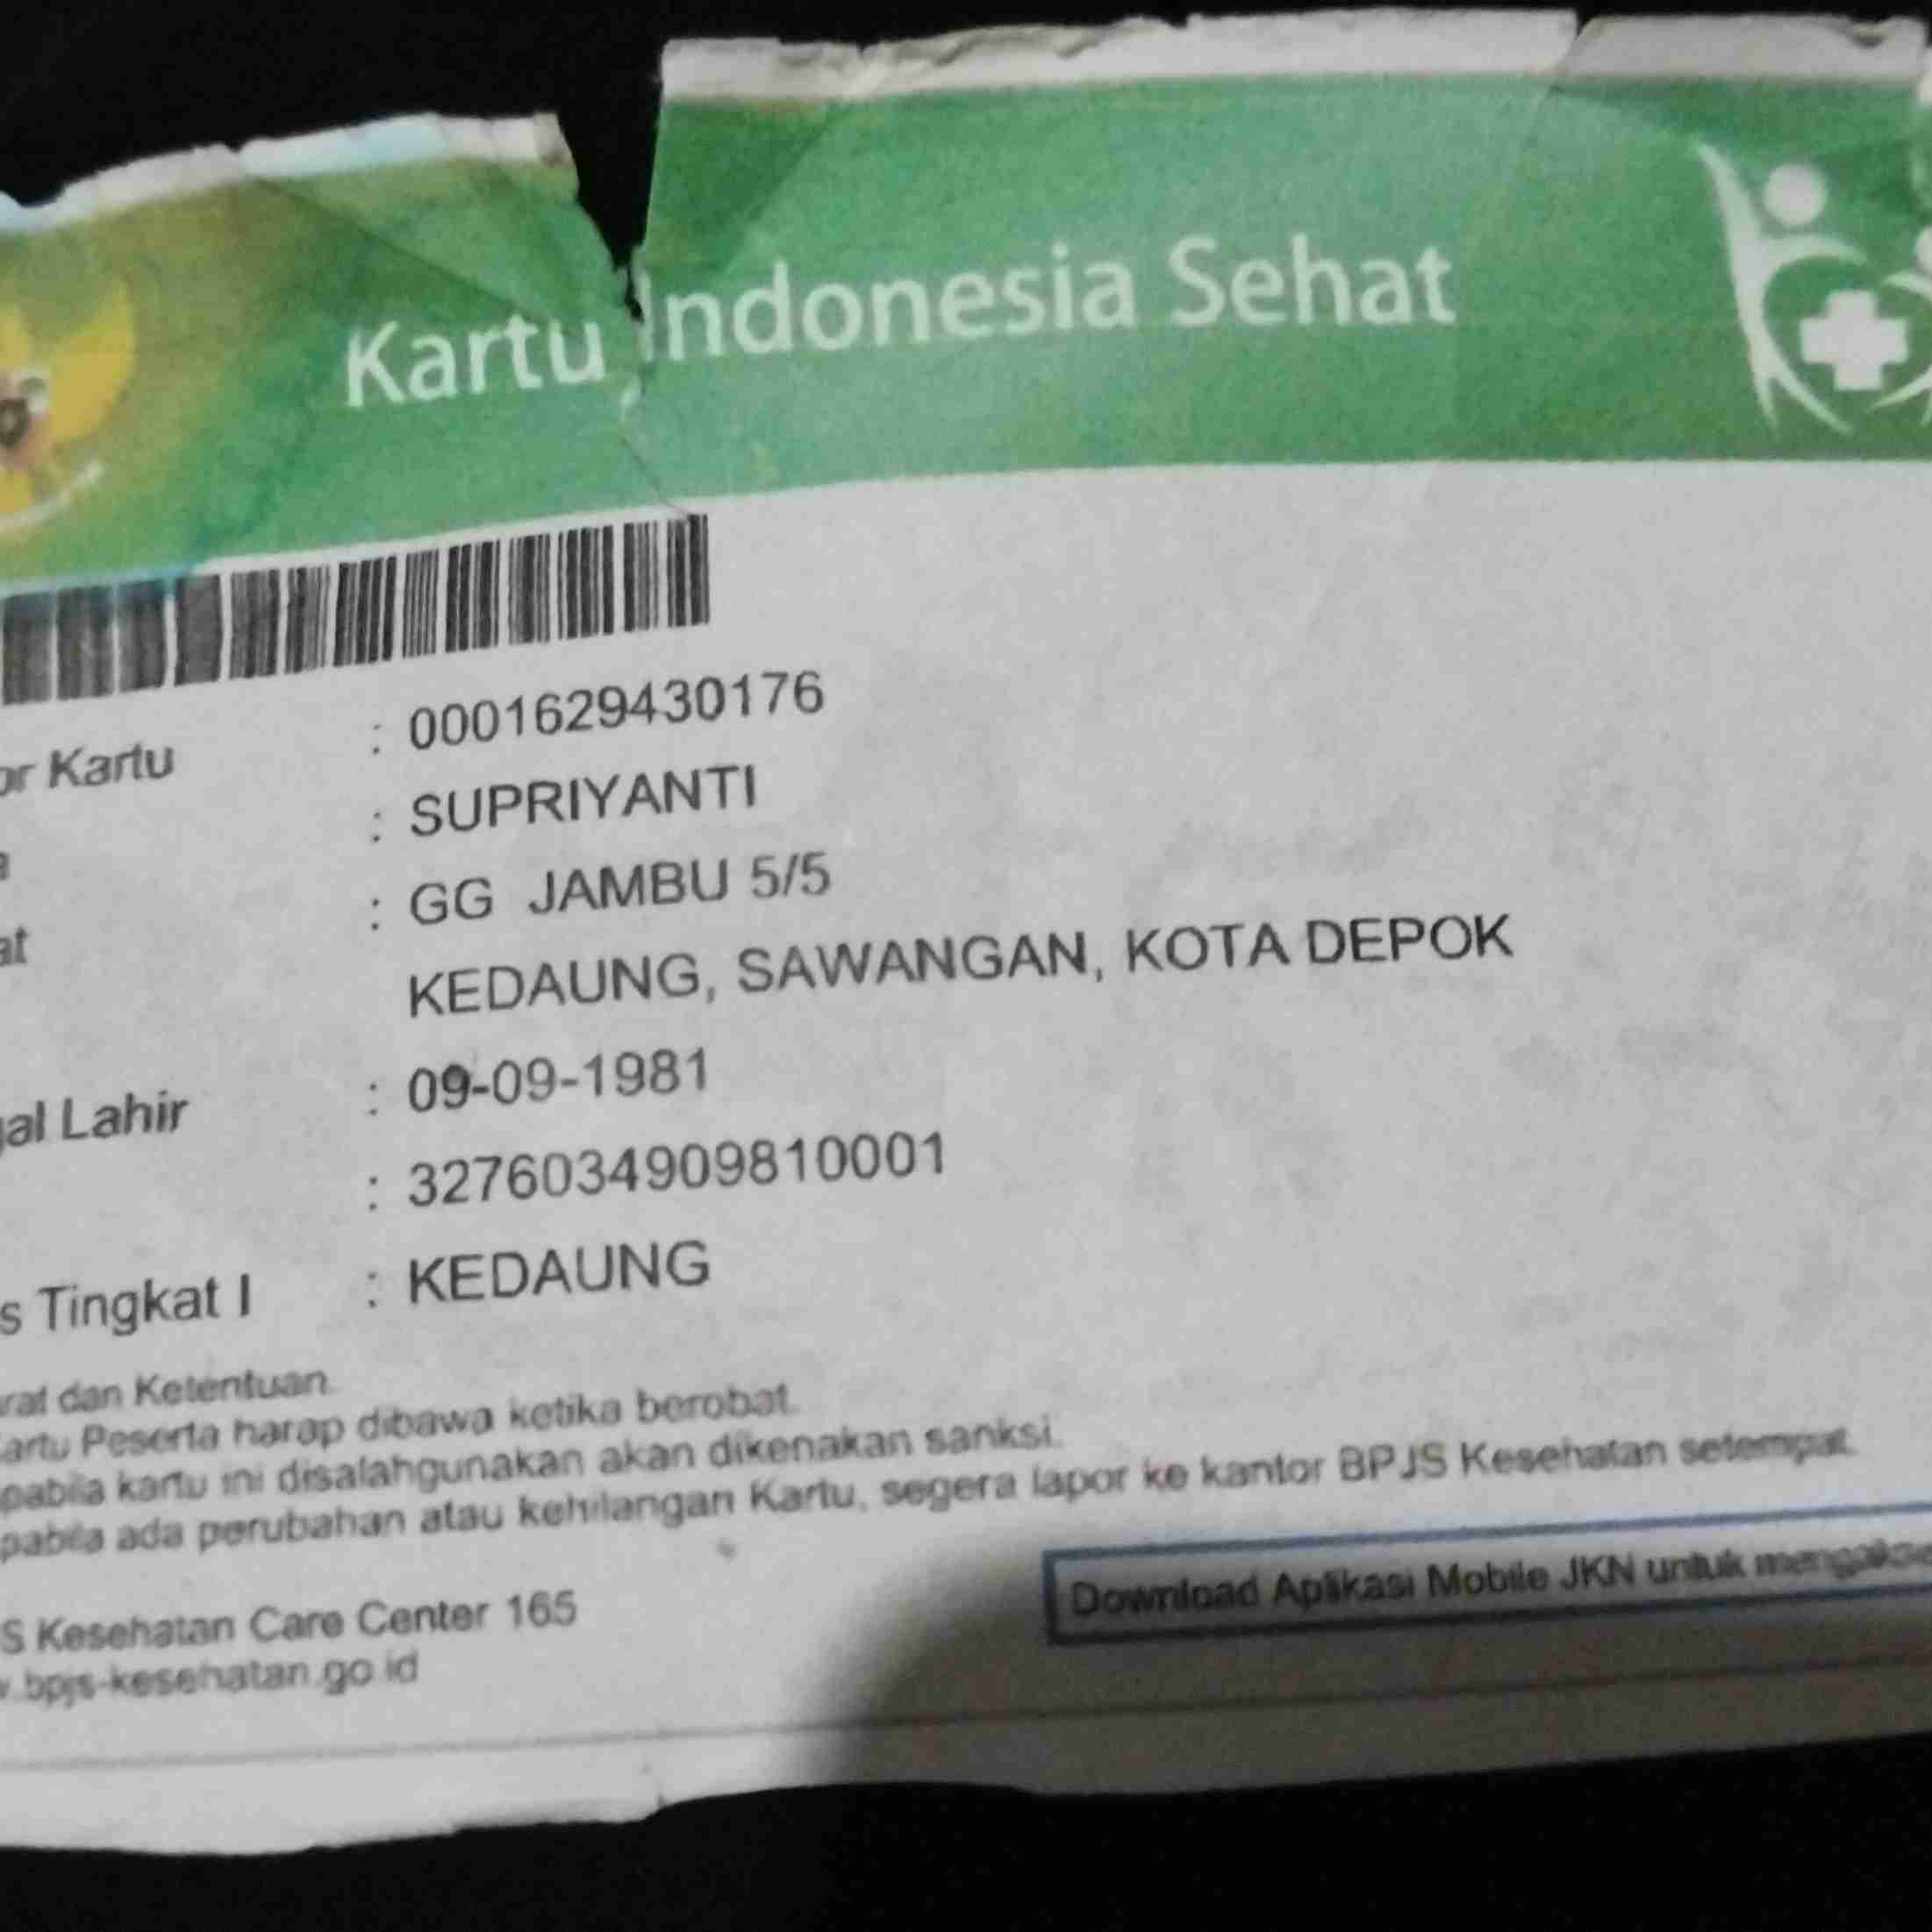 Kartu Indonesia Sehat
or Kartu : 0001629430176
a : SUPRIYANTI
at : GG JAMBU 5/5
KEDAUNG, SAWANGAN, KOTA DEPOK
gal Lahir : 09-09-1981
: 3276034909810001
s Tingkat I : KEDAUNG
arat dan Ketentuan
artu Peserta harap dibawa ketika berobat.
pabila kartu ini disalahgunakan akan dikenakan sanksi.
pabila ada perubahan atau kehilangan Kartu, segera lapor ke kantor BPJS Kesehatan setempat.
Download Aplikasi Mobile JKN untuk
S Kesehatan Care Center 165
w.bpjs-kesehatan.go.id